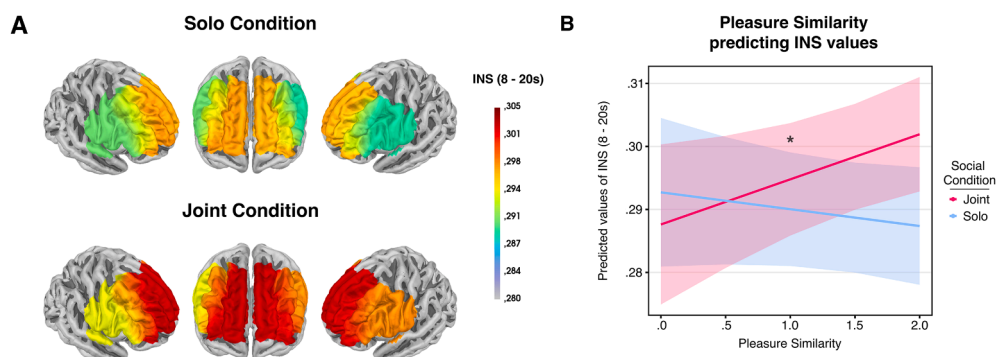 A
Solo Condition
INS (8 - 20s)
,305
,301
,298
,294
,291
,287
,284
,280
Joint Condition
B
Pleasure Similarity
predicting INS values
Predicted values of INS (8 - 20s)
.31
.30
.29
.28
*
.0
.5
1.0
1.5
2.0
Pleasure Similarity
Social
Condition
Joint
Solo